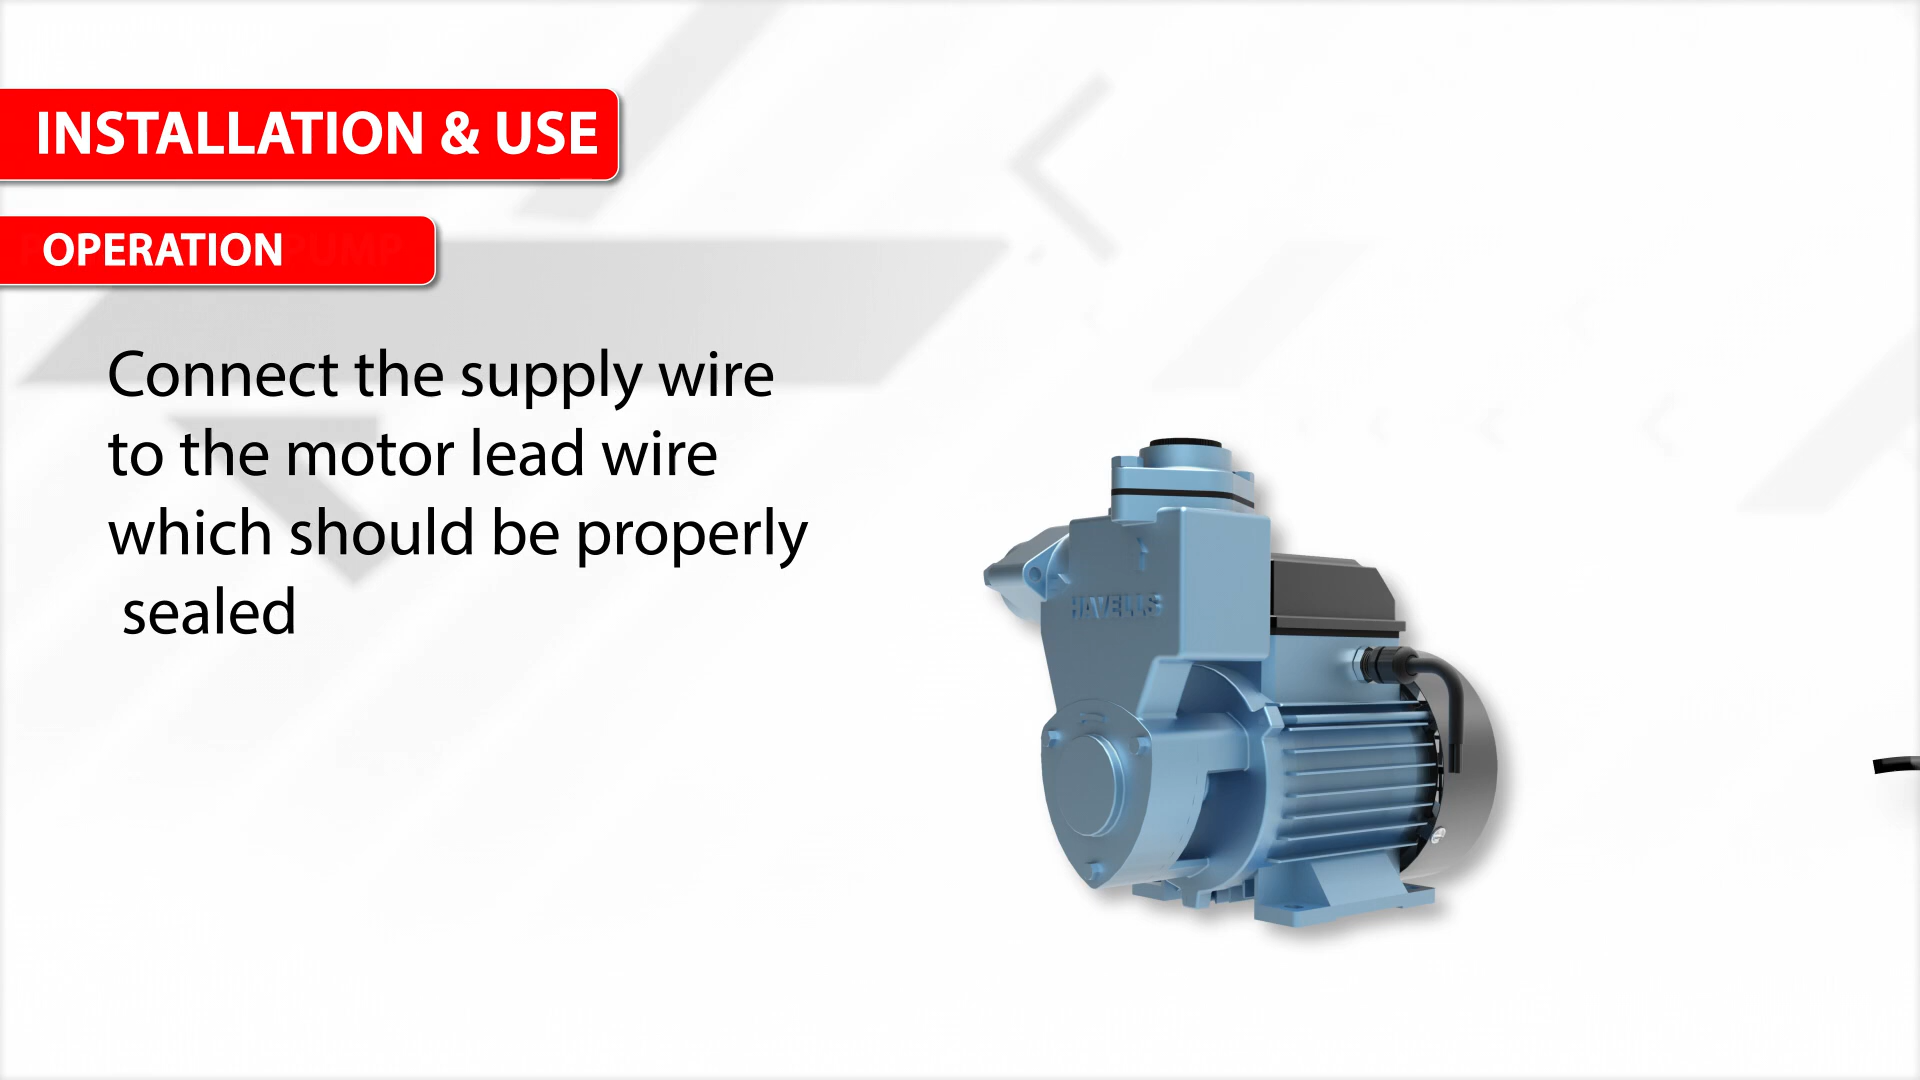 INSTALLATION & USE
OPERATION
Connect the supply wire
to the motor lead wire
which should be properly
sealed
HAVELLS